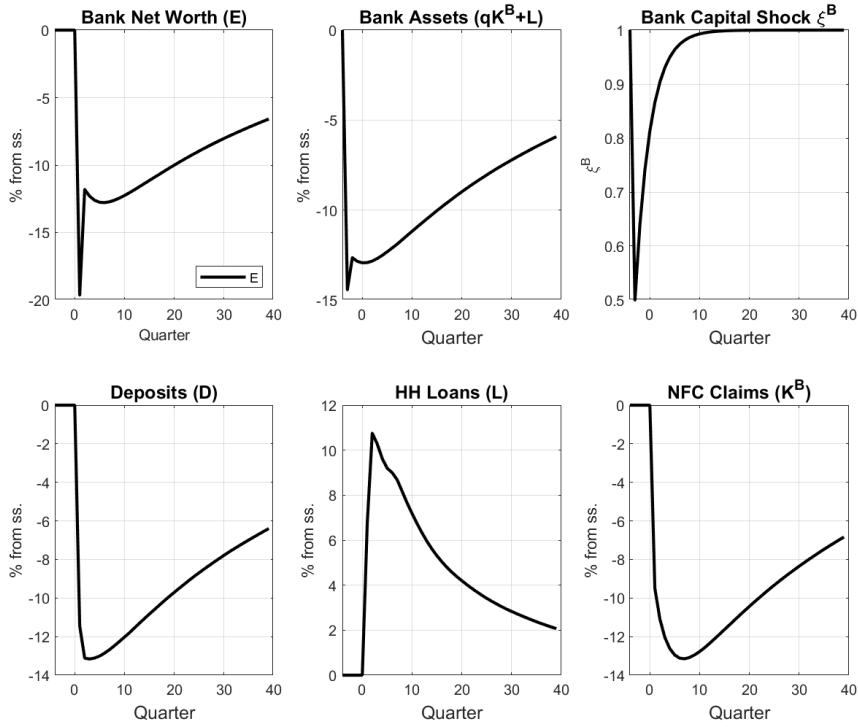 Bank Net Worth (E)
0
-5
-10
-15
-20
% from ss.
E
0 10 20 30 40
Quarter
Bank Assets (qK^B+L)
0
-5
-10
-15
% from ss.
0 10 20 30 40
Quarter
Bank Capital Shock ξ^B
1
0.9
0.8
0.7
0.6
0.5
ξ^B
0 10 20 30 40
Quarter
Deposits (D)
0
-2
-4
-6
-8
-10
-12
-14
% from ss.
0 10 20 30 40
Quarter
HH Loans (L)
12
10
8
6
4
2
0
% from ss.
0 10 20 30 40
Quarter
NFC Claims (K^B)
0
-2
-4
-6
-8
-10
-12
-14
% from ss.
0 10 20 30 40
Quarter